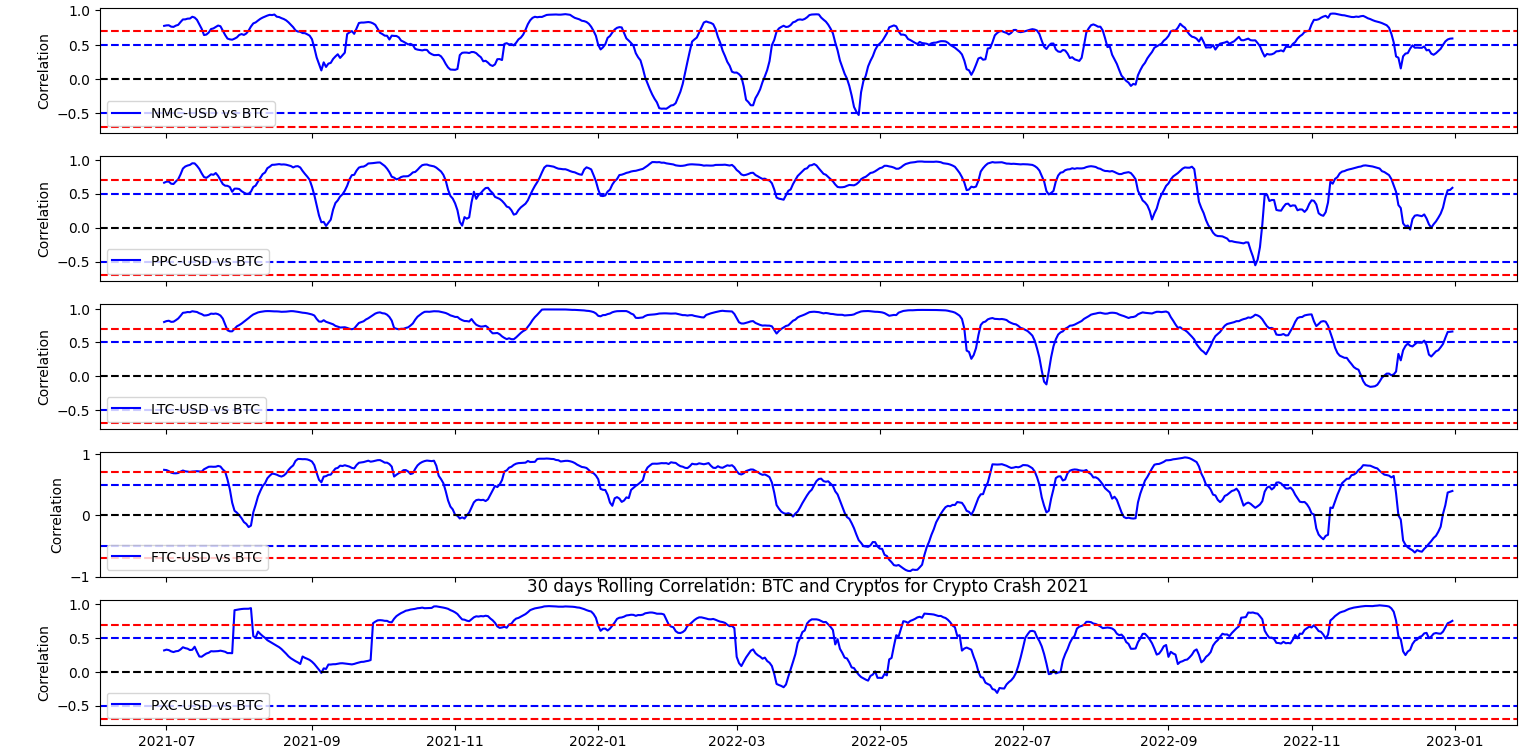 1.0
0.5
0.0
−0.5
Correlation
NMC-USD vs BTC
1.0
0.5
0.0
−0.5
Correlation
PPC-USD vs BTC
1.0
0.5
0.0
−0.5
Correlation
LTC-USD vs BTC
1
0
−1
Correlation
FTC-USD vs BTC
30 days Rolling Correlation: BTC and Cryptos for Crypto Crash 2021
1.0
0.5
0.0
−0.5
Correlation
PXC-USD vs BTC
2021-07 2021-09 2021-11 2022-01 2022-03 2022-05 2022-07 2022-09 2022-11 2023-01